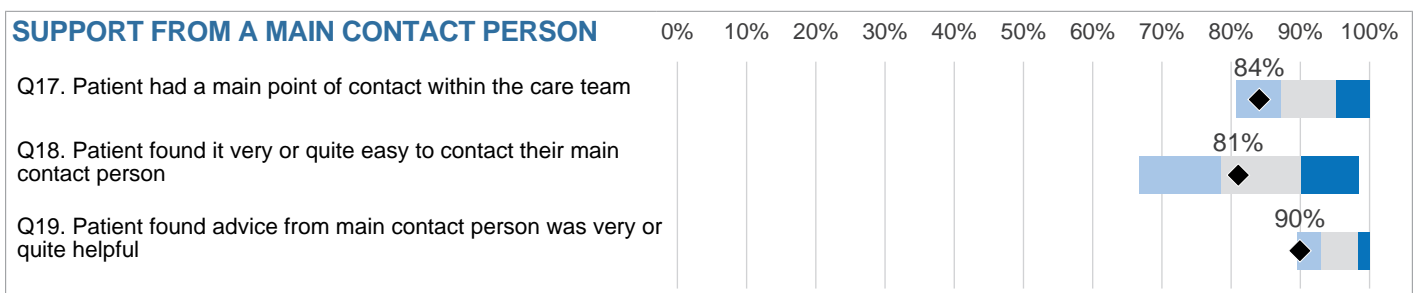 SUPPORT FROM A MAIN CONTACT PERSON 0% 10% 20% 30% 40% 50% 60% 70% 80% 90% 100%
84%
Q17. Patient had a main point of contact within the care team
81%
Q18. Patient found it very or quite easy to contact their main
contact person
90%
Q19. Patient found advice from main contact person was very or
quite helpful